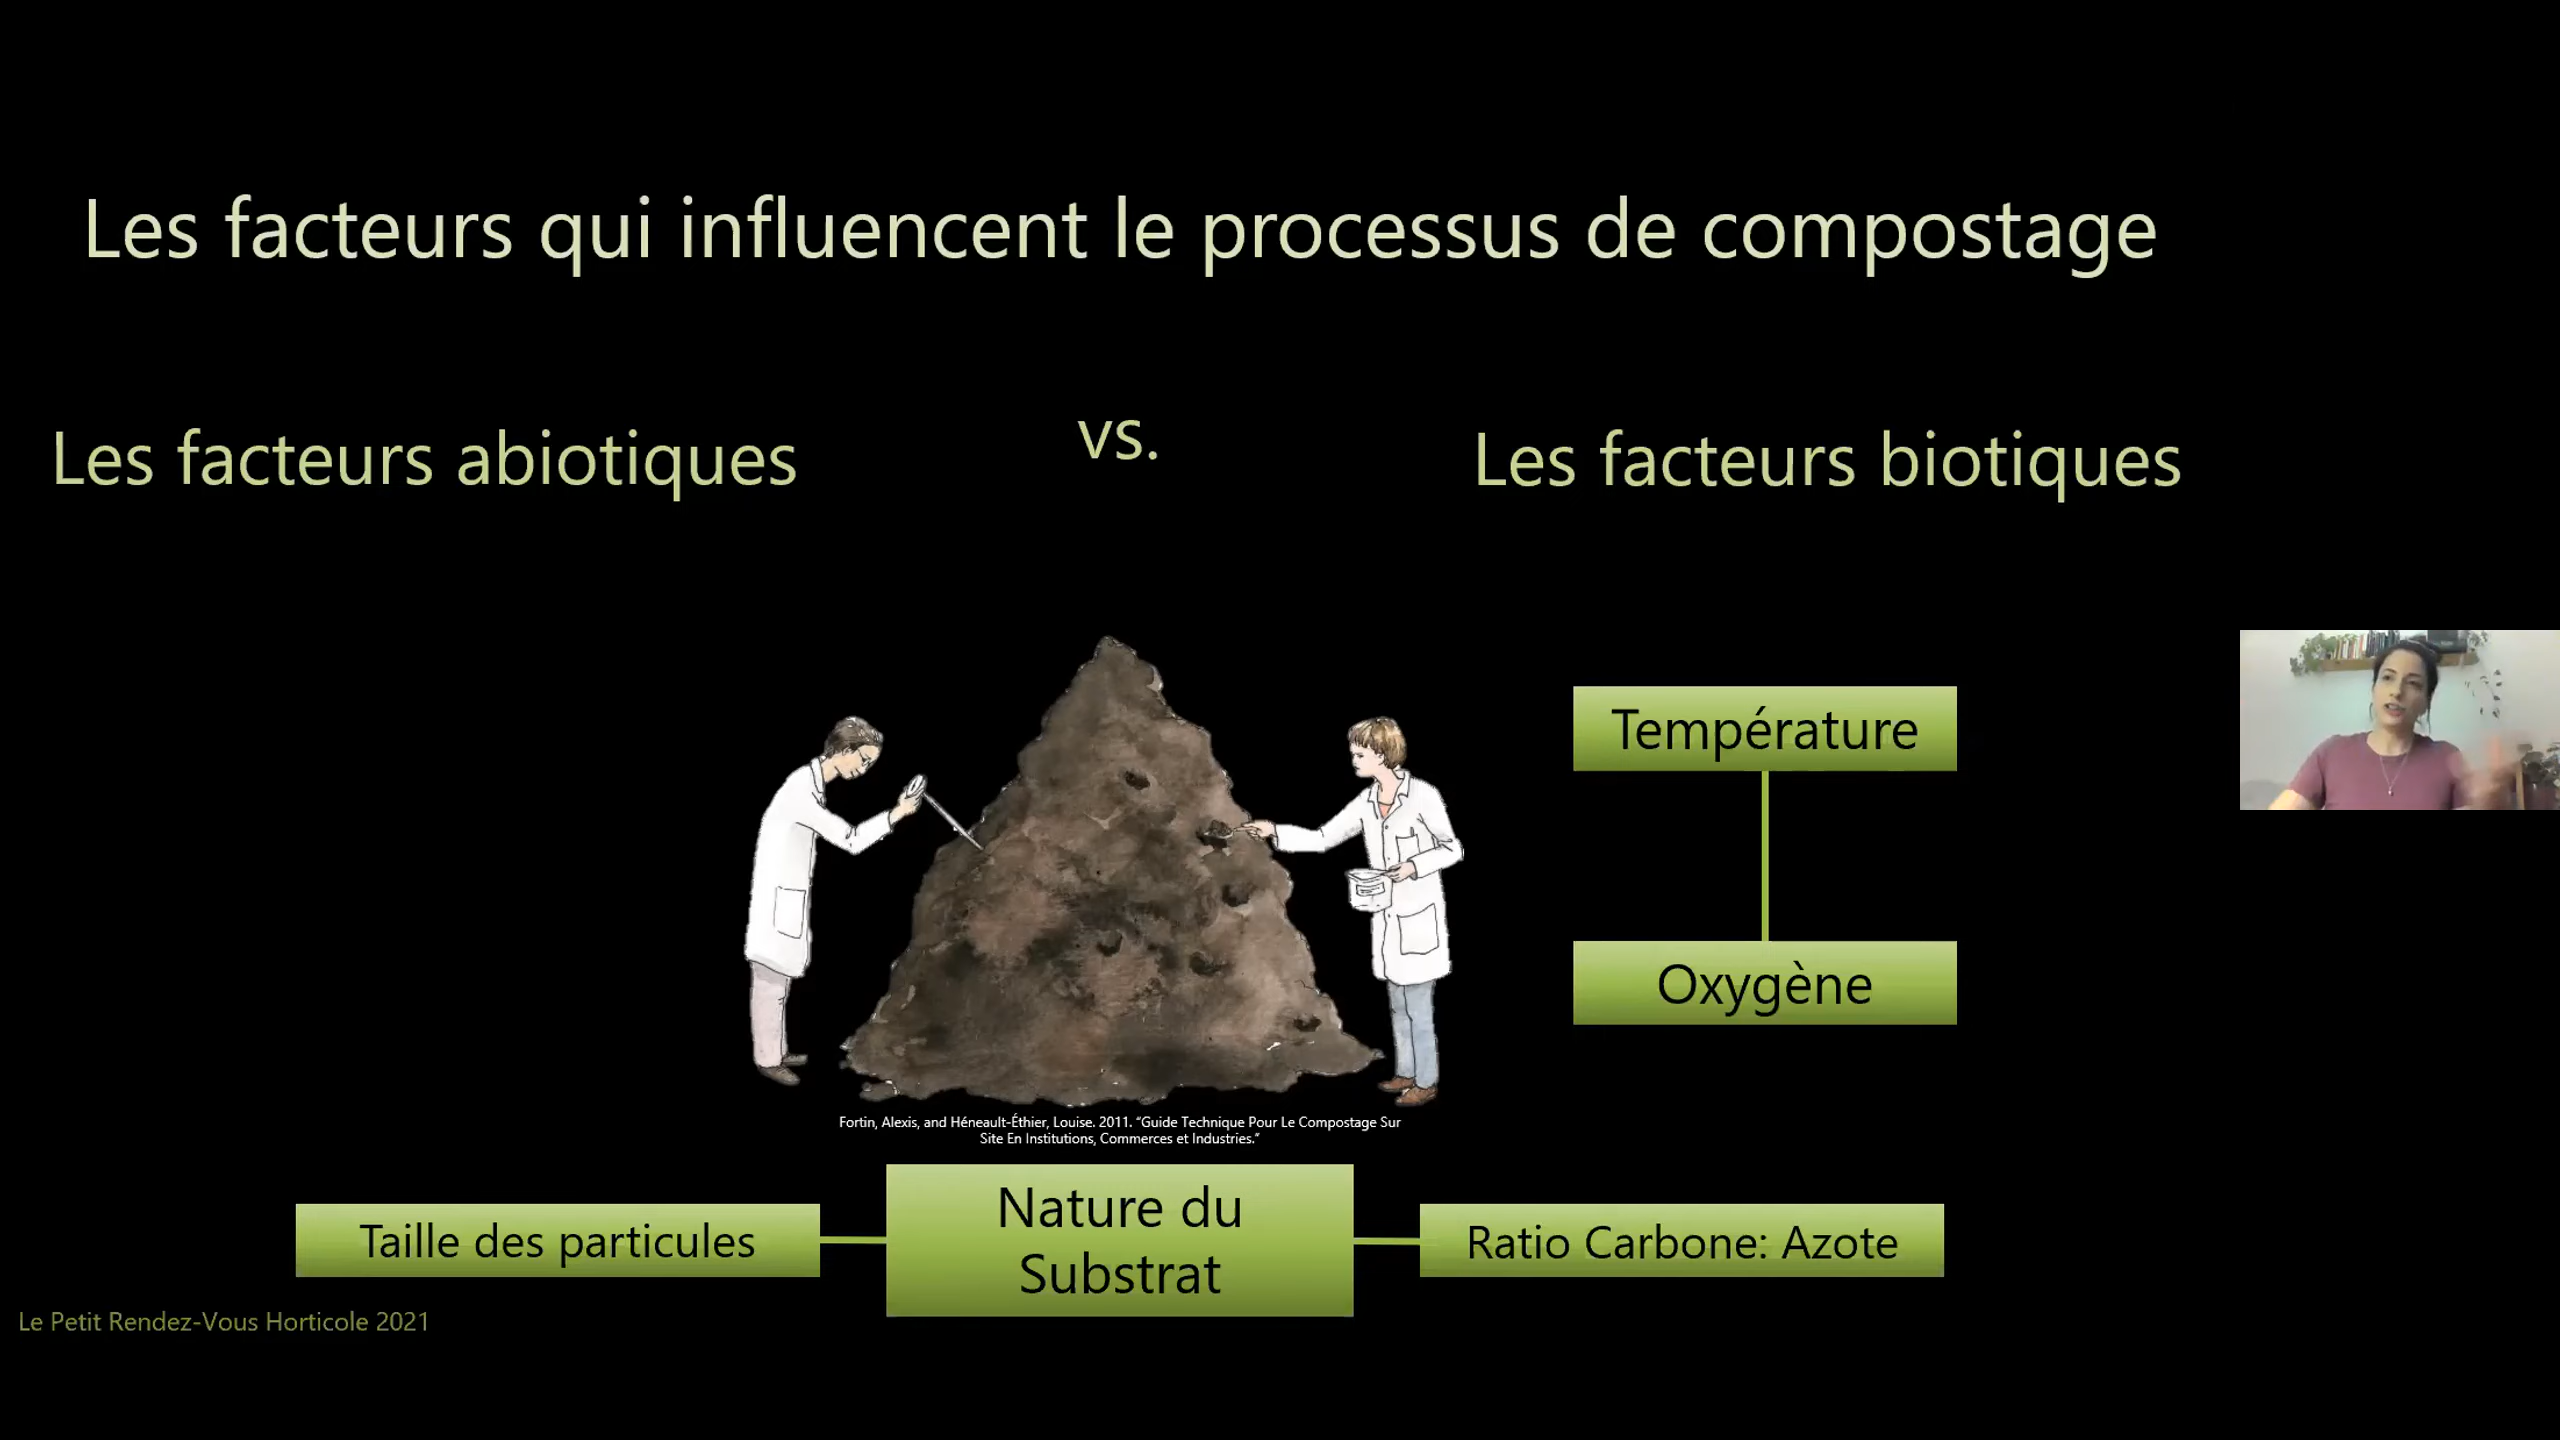 Les facteurs qui influencent le processus de compostage
Les facteurs abiotiques
vs.
Les facteurs biotiques
Température
Oxygène
Fortin, Alexis, and Héneault-Éthier, Louise. 2011. “Guide Technique Pour Le Compostage Sur
Site En Institutions, Commerces et Industries.”
Taille des particules
Nature du
Substrat
Ratio Carbone: Azote
Le Petit Rendez-Vous Horticole 2021